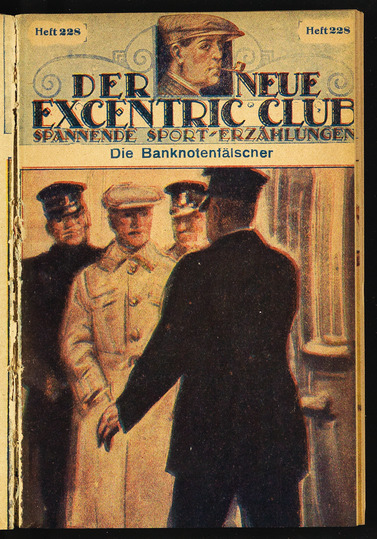 Heft 228
Heft 228
DER NEUE
EXCENTRIC CLUB
SPANNENDE SPORT-ERZÄHLUNGEN
Die Banknotenfälscher